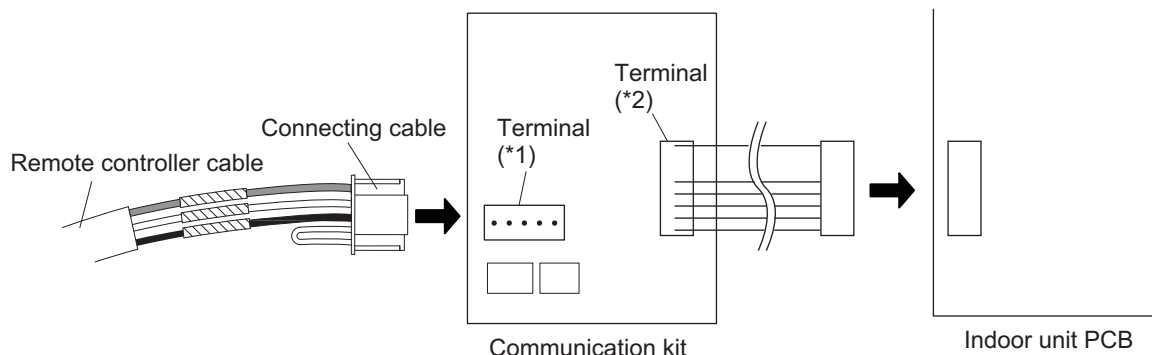 Terminal
(*2)
Connecting cable
Terminal
(*1)
Remote controller cable
Communication kit
Indoor unit PCB